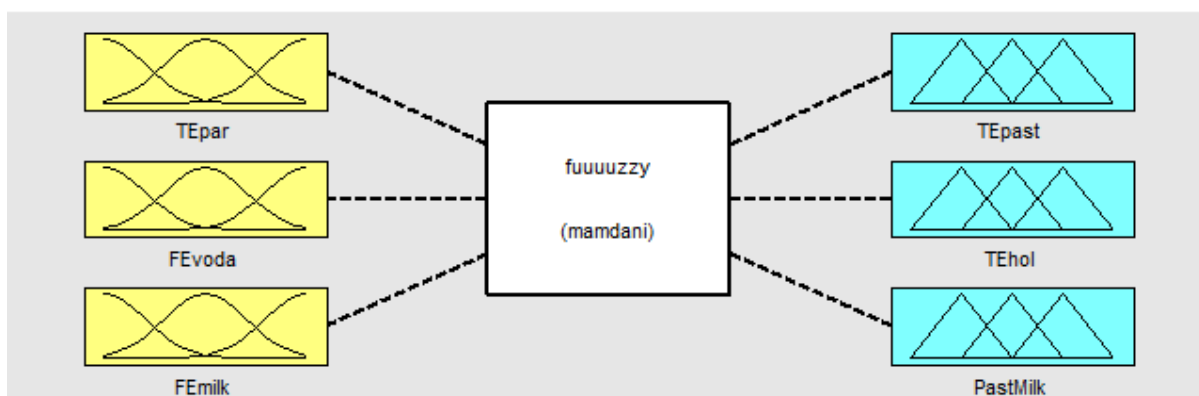 TEpar
FEvoda
FEmilk
fuuuuzzy
(mamdani)
TEpast
TEhol
PastMilk